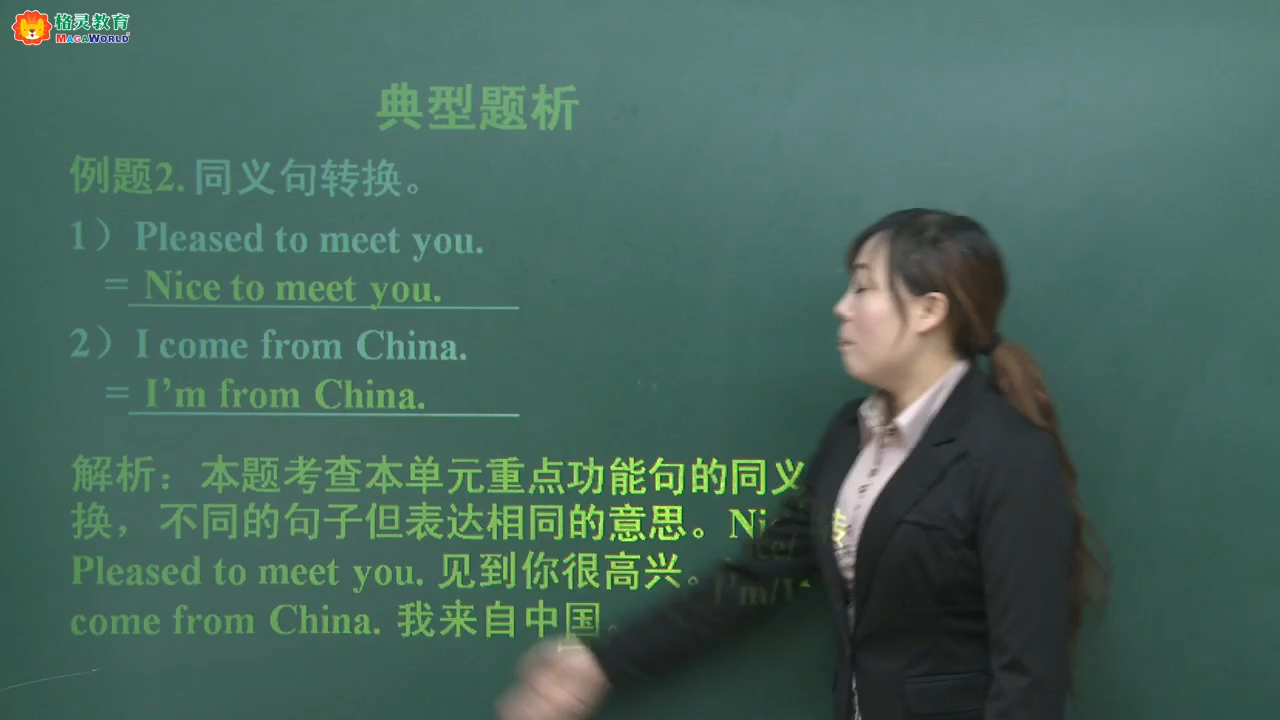 格灵教育
MAGAWORLD
典型题析
例题2. 同义句转换。
1）Pleased to meet you.
= Nice to meet you.
2）I come from China.
= I’m from China.
解析：本题考查本单元重点功能句的同义
换，不同的句子但表达相同的意思。
Pleased to meet you. 见到你很高兴。I’m/I
come from China. 我来自中国。